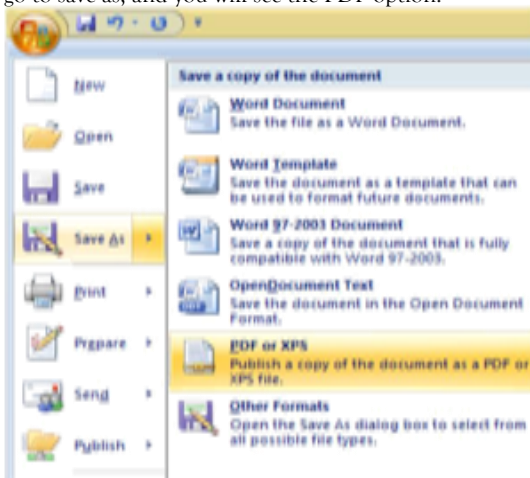 go to save as, and you will see the PDF option.
New
Open
Save
Save As
Print
Prepare
Send
Publish
Save a copy of the document
Word Document
Save the file as a Word Document.
Word Template
Save the document as a template that can
be used to format future documents.
Word 97-2003 Document
Save a copy of the document that is fully
compatible with Word 97-2003.
OpenDocument Text
Save the document in the Open Document
Format.
PDF or XPS
Publish a copy of the document as a PDF or
XPS file.
Other Formats
Open the Save As dialog box to select from
all possible file types.